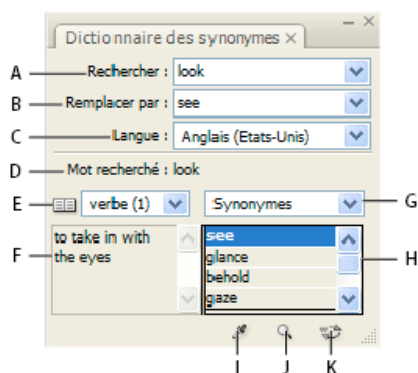 Dictionnaire des synonymes
A Rechercher : look
B Remplacer par : see
C Langue : Anglais (Etats-Unis)
D Mot recherché : look
E verbe (1) Synonymes G
F to take in with the eyes
see
glance
behold
gaze
H
I J K